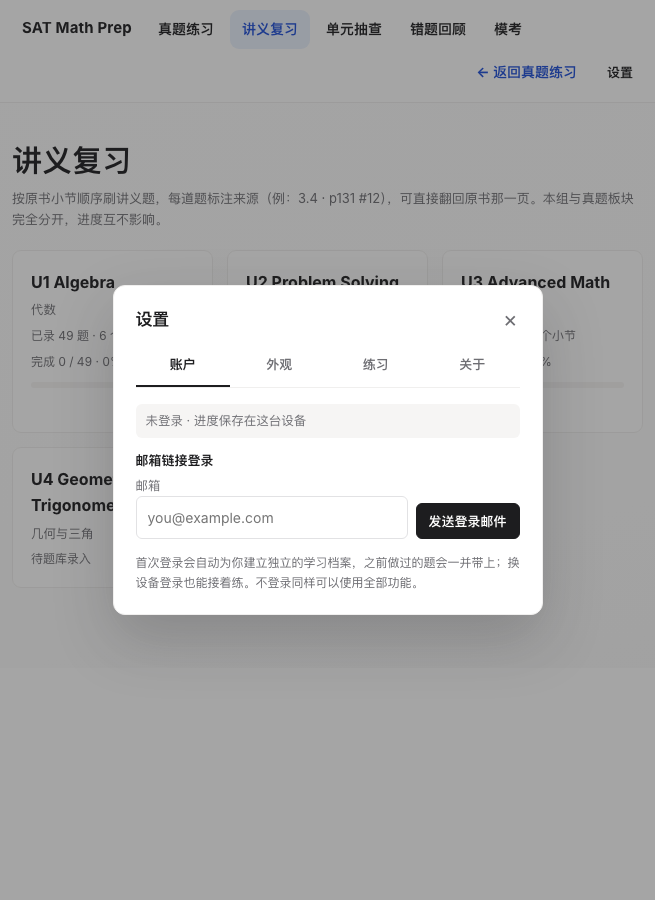 SAT Math Prep 真题练习 讲义复习 单元抽查 错题回顾 模考
← 返回真题练习 设置
讲义复习
按原书小节顺序刷讲义题，每道题标注来源（例：3.4 · p131 #12），可直接翻回原书那一页。本组与真题板块
完全分开，进度互不影响。
U1 Algebra
代数
已录 49 题 · 6
完成 0 / 49 · 0%
U2 Problem Solving
U3 Advanced Math
个小节
%
U4 Geome
Trigonome
几何与三角
待题库录入
设置 ✕
账户 外观 练习 关于
未登录 · 进度保存在这台设备
邮箱链接登录
邮箱
you@example.com 发送登录邮件
首次登录会自动为你建立独立的学习档案，之前做过的题会一并带上；换
设备登录也能接着练。不登录同样可以使用全部功能。